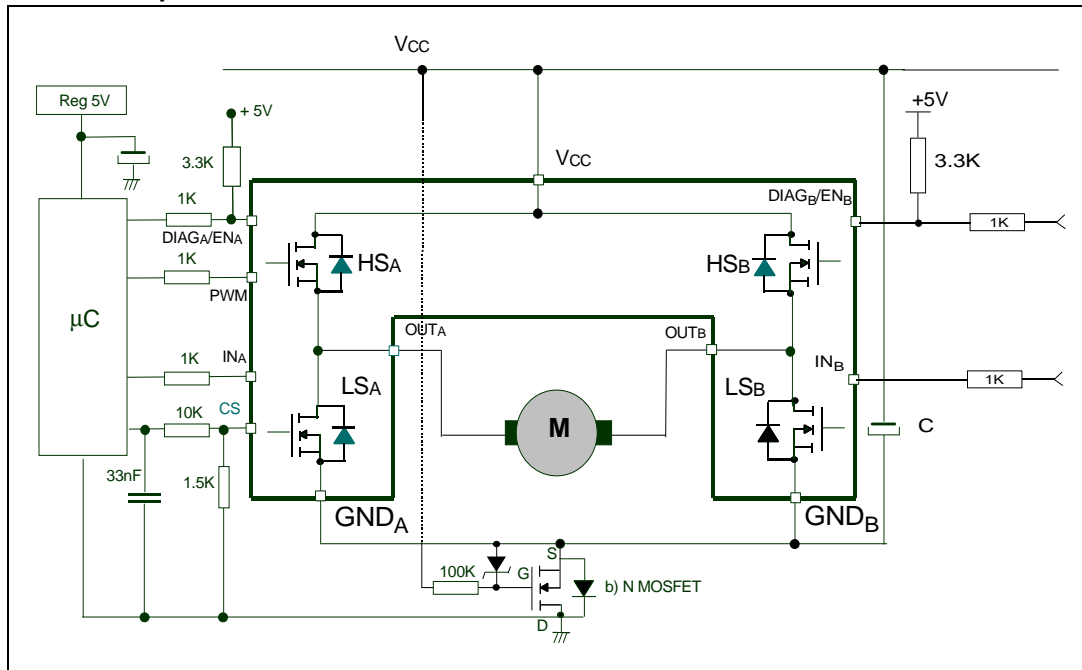 VCC
Reg 5V
+ 5V
+5V
3.3K
3.3K
VCC
1K
DIAGA/ENA
DIAGB/ENB
1K
HSA
HSB
1K
PWM
µC
OUTA
OUTB
1K
INA
INB
1K
LSA
LSB
10K
CS
M
C
33nF
1.5K
GNDA
GNDB
100K
G
S
D
b) N MOSFET